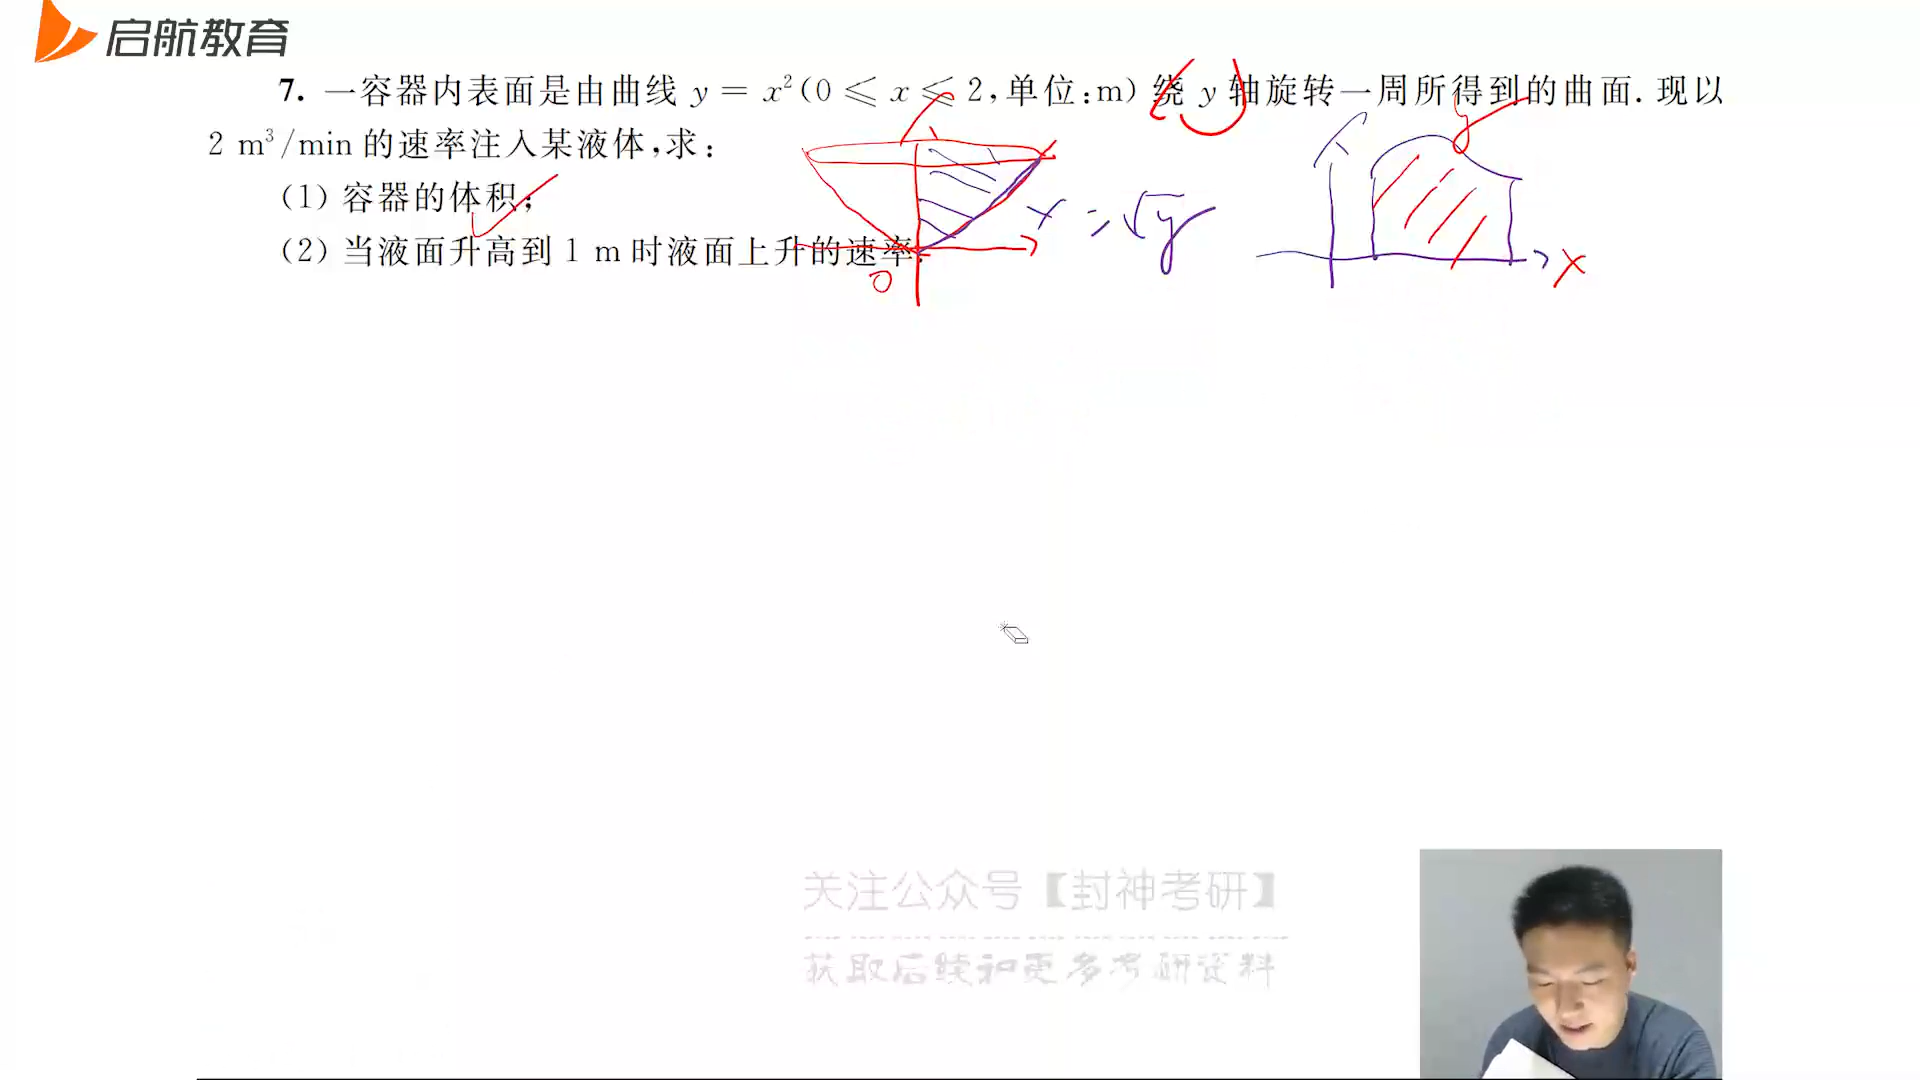 启航教育
7. 一容器内表面是由曲线 y = x²(0 ⩽ x ⩽ 2,单位:m) 绕 y 轴旋转一周所得到的曲面. 现以
2 m³/min 的速率注入某液体,求:
(1) 容器的体积;
(2) 当液面升高到 1 m 时液面上升的速率.
x = √y
y
x
0
关注公众号【封神考研】
获取后续和更多考研资料